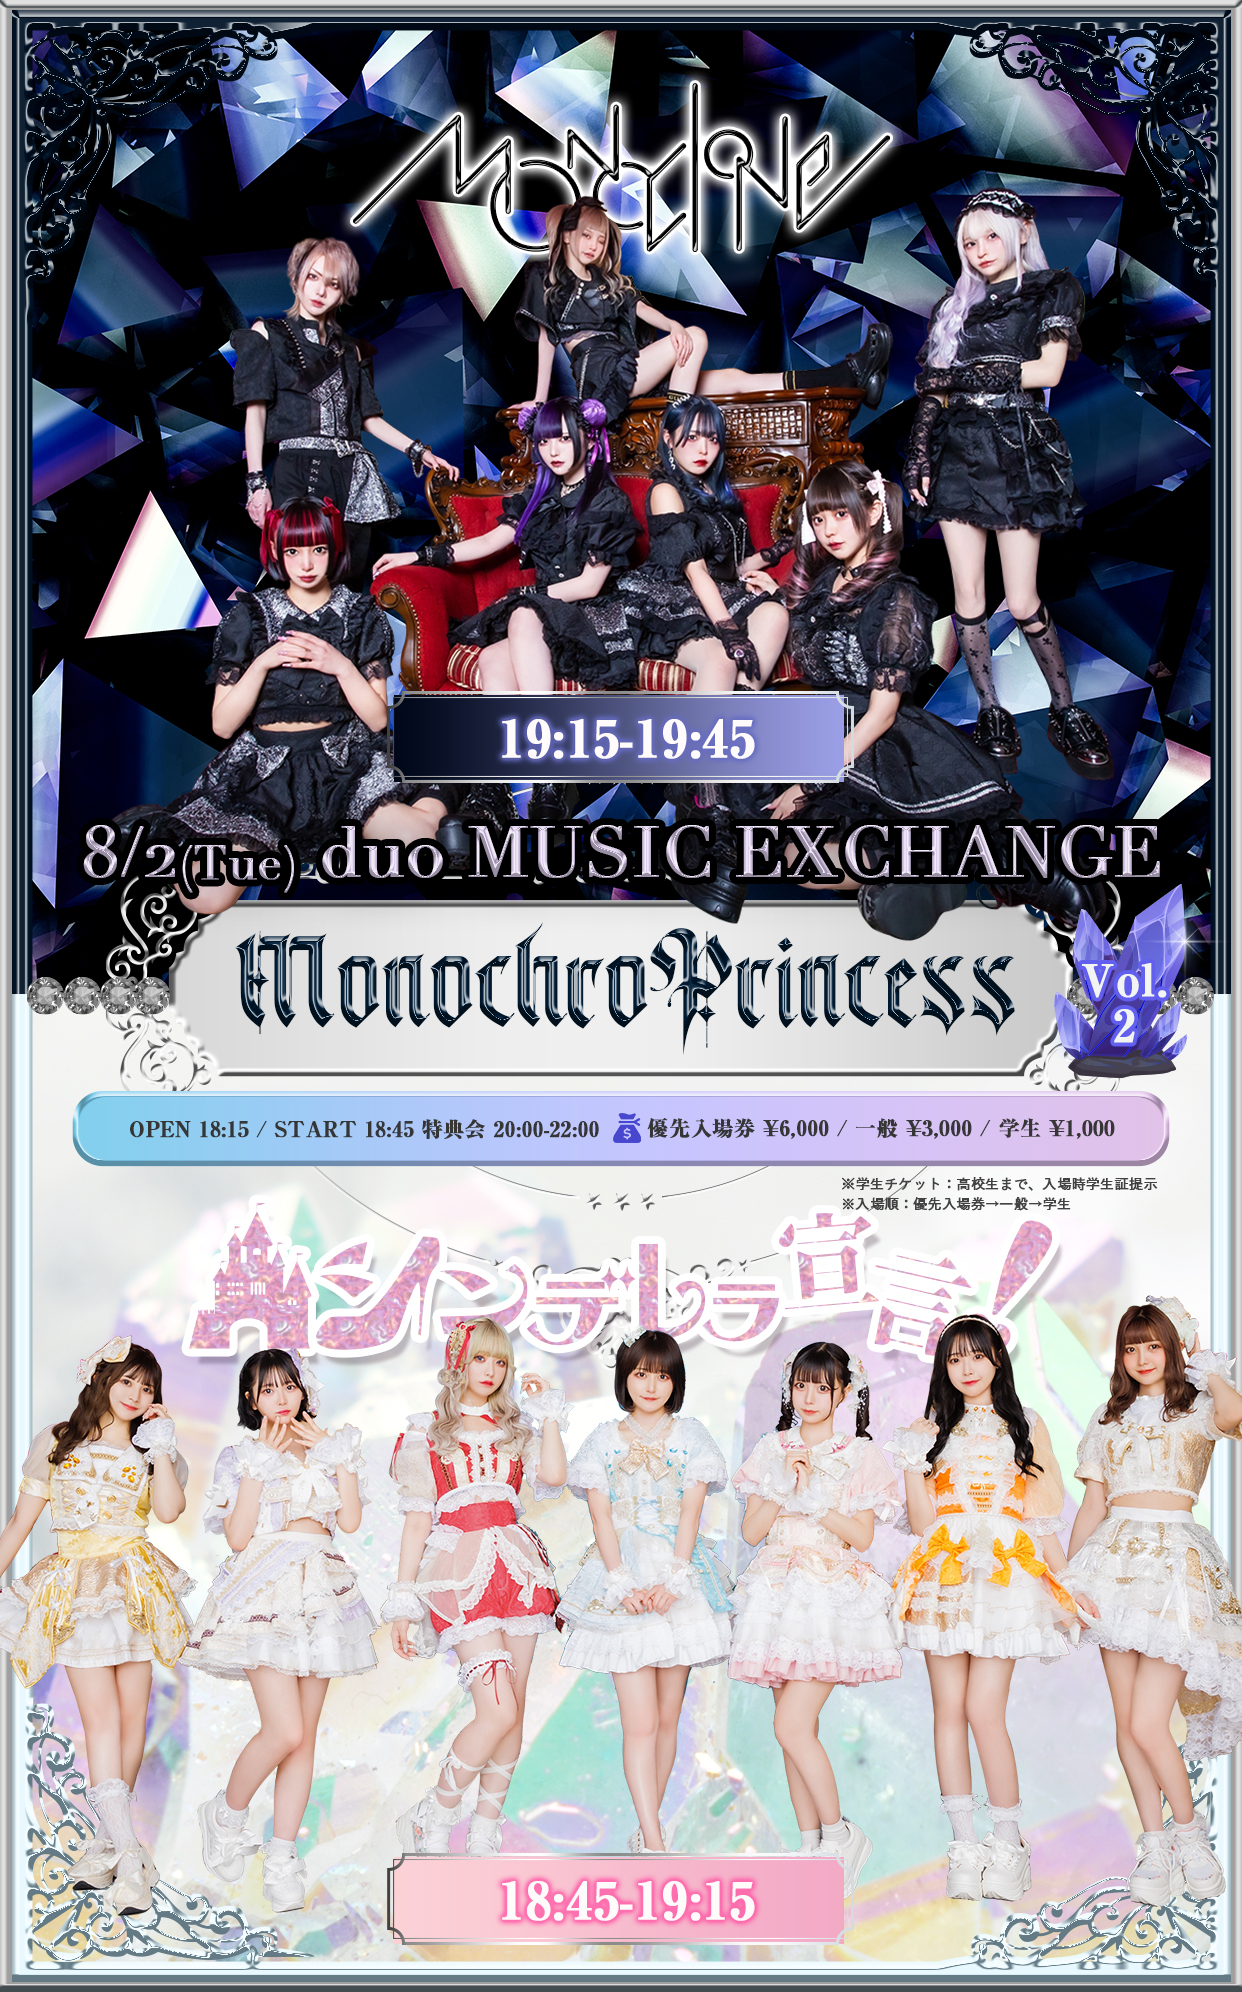 MONOCLONE
19:15-19:45
8/2(Tue) duo MUSIC EXCHANGE
MonochroPrincess
Vol.
2
OPEN 18:15 / START 18:45 特典会 20:00-22:00 $ 優先入場券 ¥6,000 / 一般 ¥3,000 / 学生 ¥1,000
※学生チケット：高校生まで、入場時学生証提示
※入場順：優先入場券→一般→学生
シンデレラ宣言！
18:45-19:15